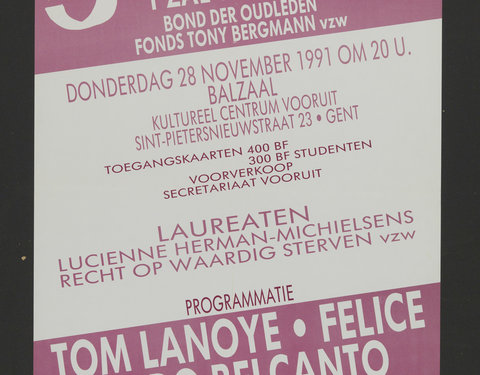 BOND DER OUDLEDEN
FONDS TONY BERGMANN vzw
DONDERDAG 28 NOVEMBER 1991 OM 20 U.
BALZAAL
KULTUREEL CENTRUM VOORUIT
SINT-PIETERSNIEUWSTRAAT 23 • GENT
TOEGANGSKAARTEN 400 BF
300 BF STUDENTEN
VOORVERKOOP
SECRETARIAAT VOORUIT
LAUREATEN
LUCIENNE HERMAN-MICHIELSENS
RECHT OP WAARDIG STERVEN vzw
PROGRAMMATIE
TOM LANOYE • FELICE
BELCANTO